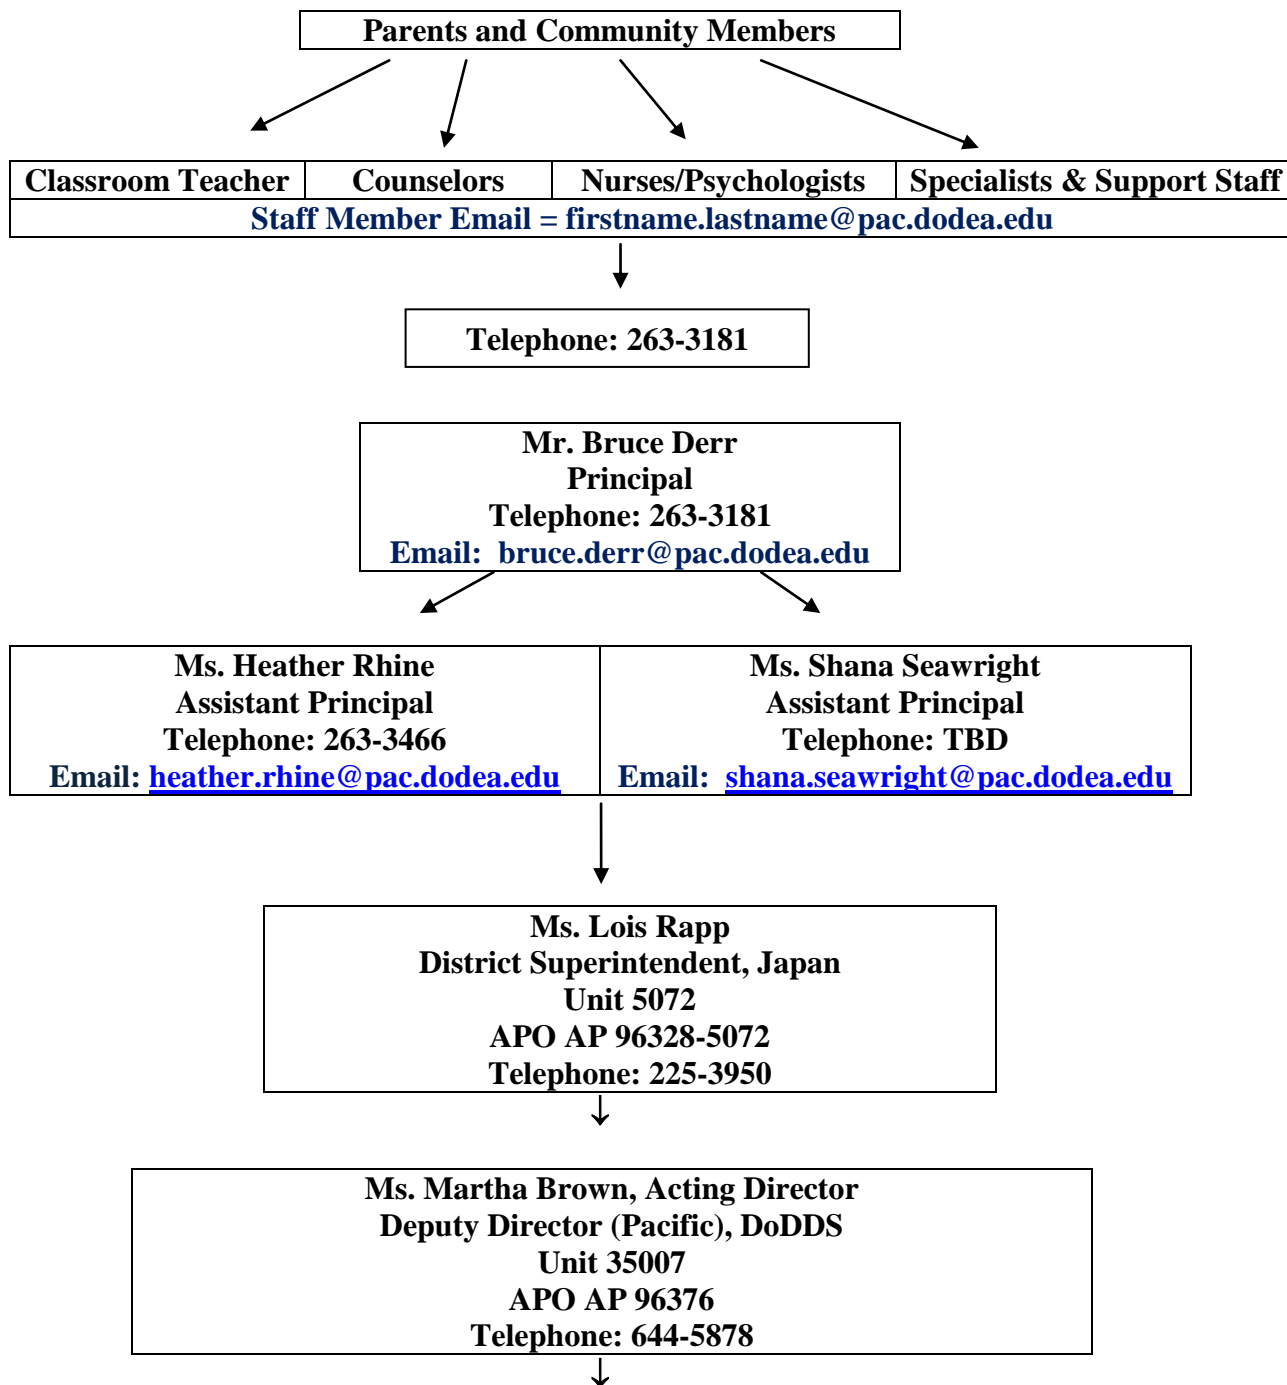 Parents and Community Members
Classroom Teacher Counselors Nurses/Psychologists Specialists & Support Staff
Staff Member Email = firstname.lastname@pac.dodea.edu
Telephone: 263-3181
Mr. Bruce Derr
Principal
Telephone: 263-3181
Email: bruce.derr@pac.dodea.edu
Ms. Heather Rhine
Assistant Principal
Telephone: 263-3466
Email: heather.rhine@pac.dodea.edu
Ms. Shana Seawright
Assistant Principal
Telephone: TBD
Email: shana.seawright@pac.dodea.edu
Ms. Lois Rapp
District Superintendent, Japan
Unit 5072
APO AP 96328-5072
Telephone: 225-3950
Ms. Martha Brown, Acting Director
Deputy Director (Pacific), DoDDS
Unit 35007
APO AP 96376
Telephone: 644-5878